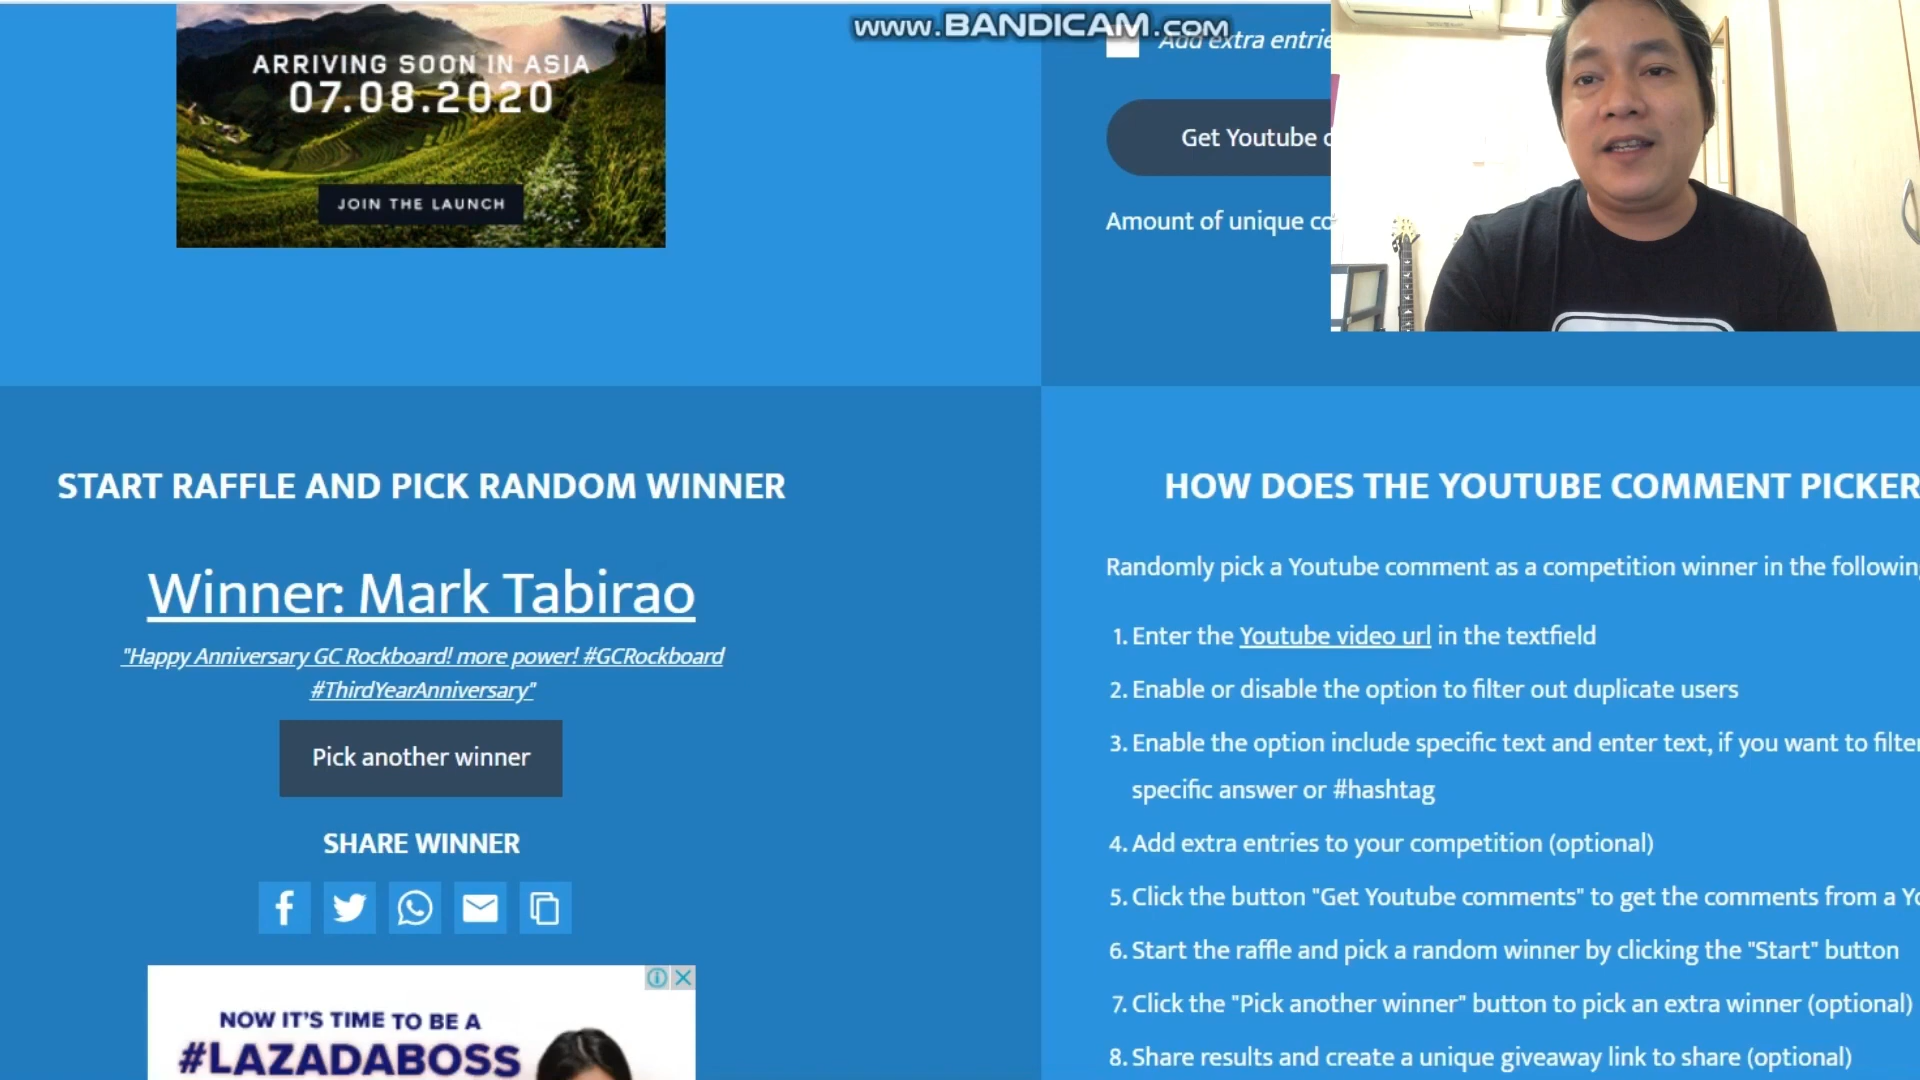 www.BANDICAM.com
ARRIVING SOON IN ASIA
07.08.2020
JOIN THE LAUNCH
Add extra entrie
Get Youtube c
Amount of unique co
START RAFFLE AND PICK RANDOM WINNER
Winner: Mark Tabirao
"Happy Anniversary GC Rockboard! more power! #GCRockboard
#ThirdYearAnniversary"
Pick another winner
SHARE WINNER
NOW IT'S TIME TO BE A
#LAZADABOSS
HOW DOES THE YOUTUBE COMMENT PICKER
Randomly pick a Youtube comment as a competition winner in the following
1. Enter the Youtube video url in the textfield
2. Enable or disable the option to filter out duplicate users
3. Enable the option include specific text and enter text, if you want to filter
specific answer or #hashtag
4. Add extra entries to your competition (optional)
5. Click the button "Get Youtube comments" to get the comments from a Yo
6. Start the raffle and pick a random winner by clicking the "Start" button
7. Click the "Pick another winner" button to pick an extra winner (optional)
8. Share results and create a unique giveaway link to share (optional)